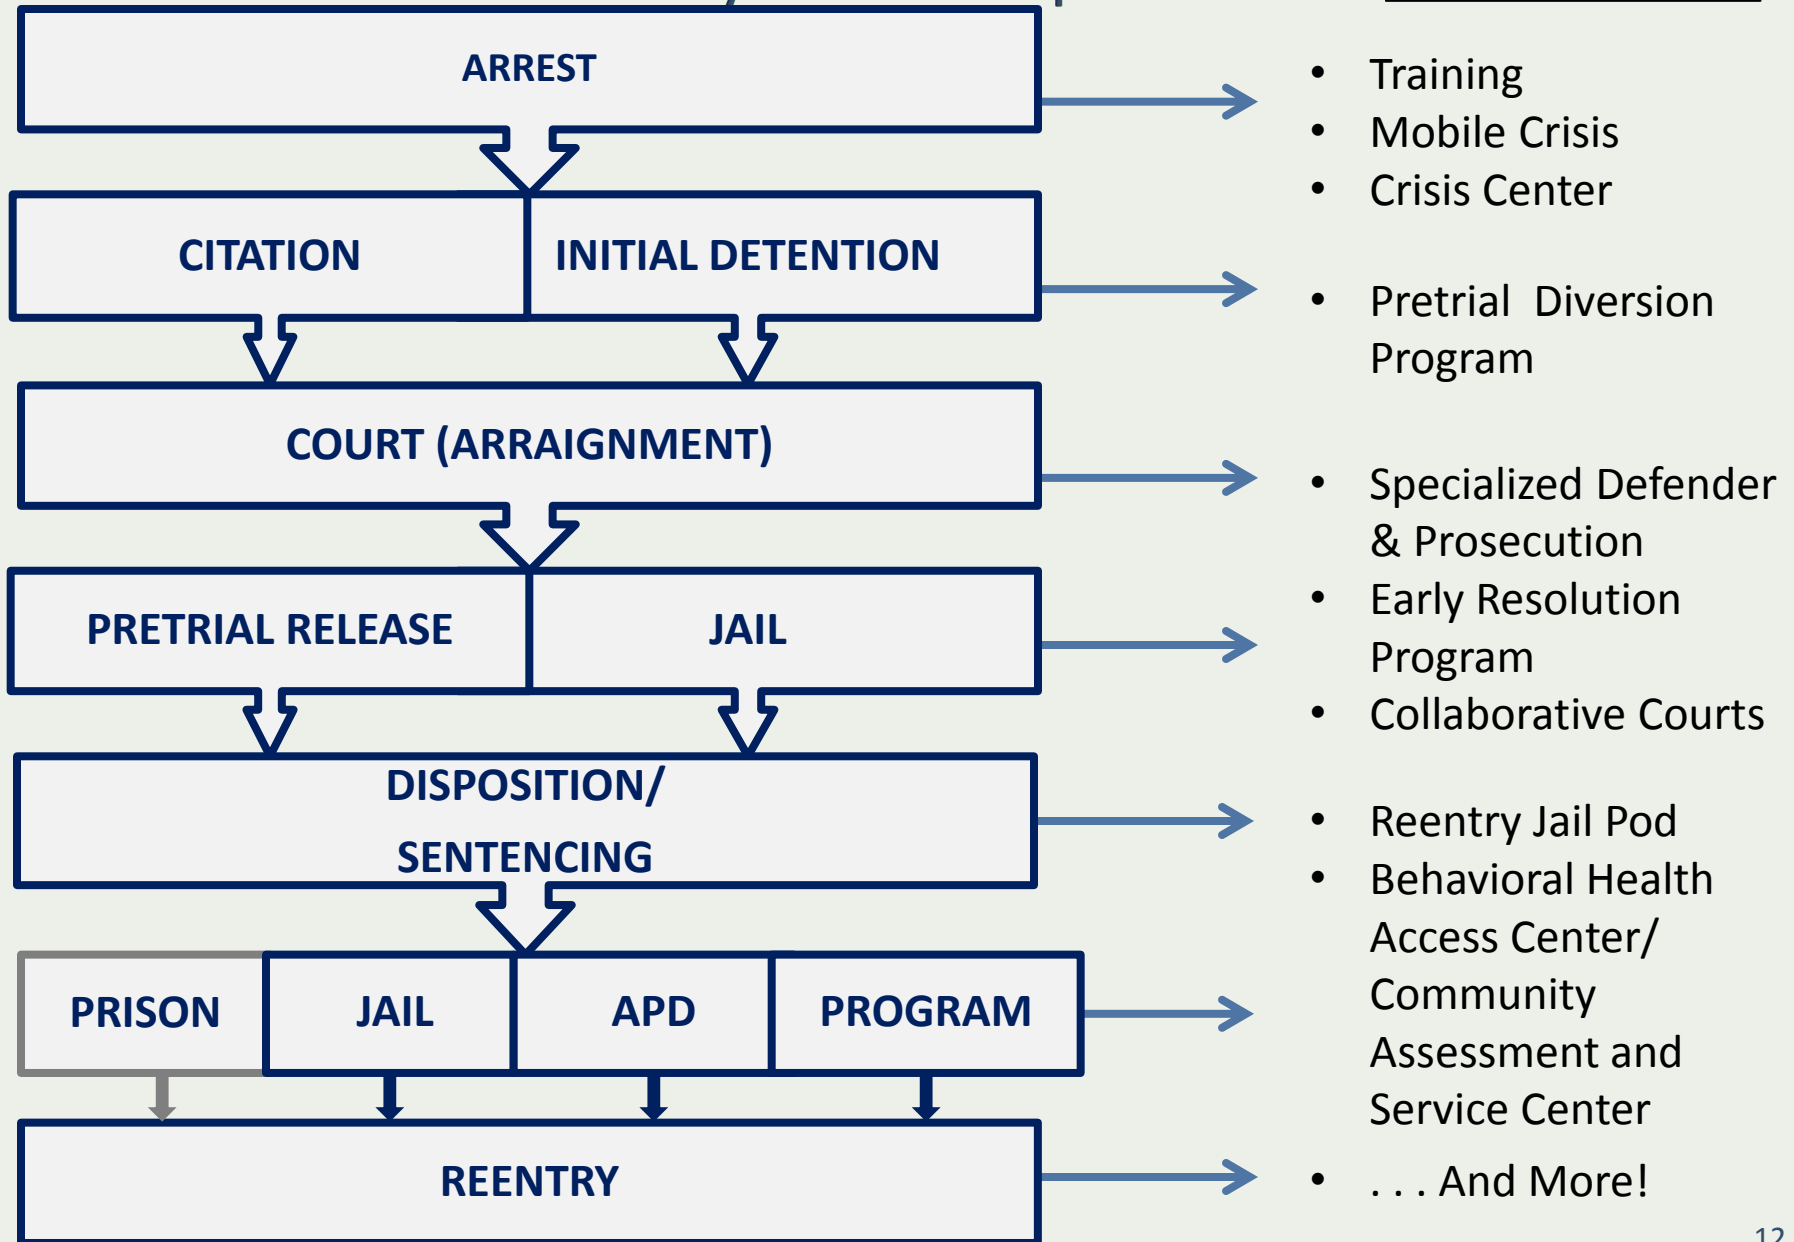 ARREST
CITATION
INITIAL DETENTION
COURT (ARRAIGNMENT)
PRETRIAL RELEASE
JAIL
DISPOSITION/
SENTENCING
PRISON
JAIL
APD
PROGRAM
REENTRY
• Training
• Mobile Crisis
• Crisis Center
• Pretrial Diversion
Program
• Specialized Defender
& Prosecution
• Early Resolution
Program
• Collaborative Courts
• Reentry Jail Pod
• Behavioral Health
Access Center/
Community
Assessment and
Service Center
• . . . And More!
12